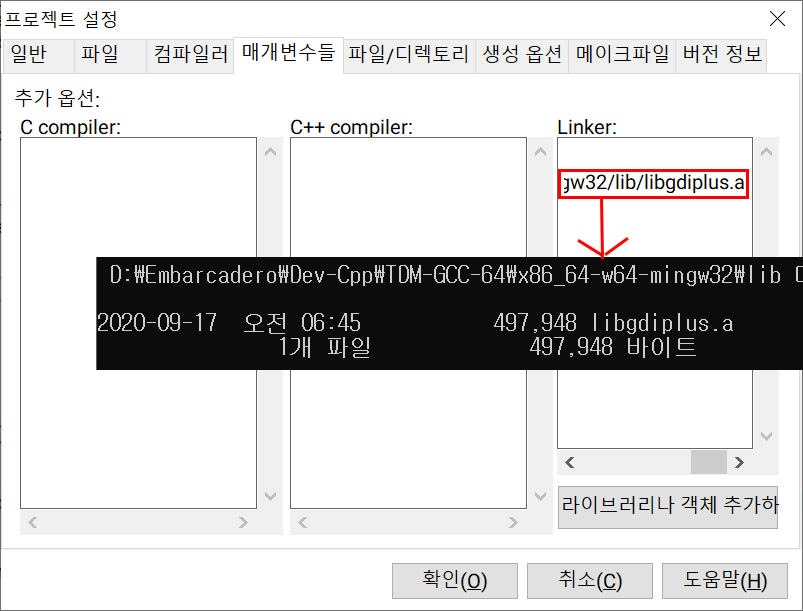 프로젝트 설정
일반 파일 컴파일러 매개변수들 파일/디렉토리 생성 옵션 메이크파일 버전 정보
추가 옵션:
C compiler: C++ compiler: Linker:
gw32/lib/libgdiplus.a
D:₩Embarcadero₩Dev-Cpp₩TDM-GCC-64₩x86_64-w64-mingw32₩lib
2020-09-17 오전 06:45 497,948 libgdiplus.a
1개 파일 497,948 바이트
라이브러리나 객체 추가하
확인(O) 취소(C) 도움말(H)